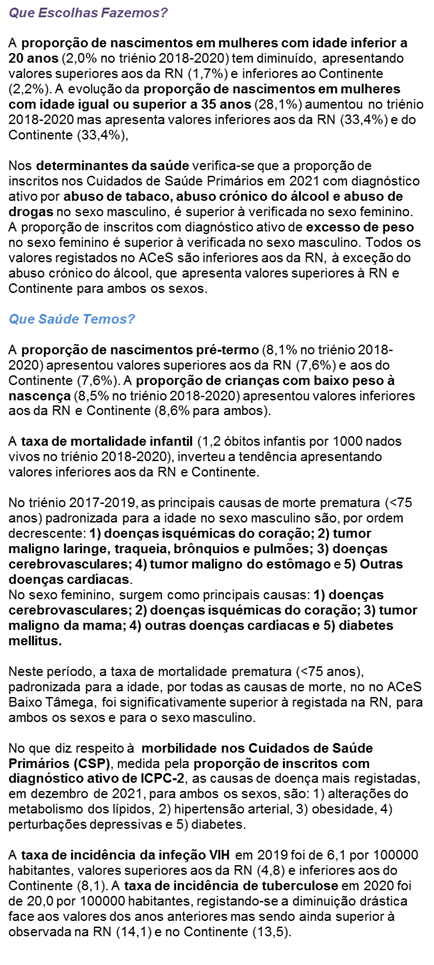 Que Escolhas Fazemos?
A proporção de nascimentos em mulheres com idade inferior a
20 anos (2,0% no triénio 2018-2020) tem diminuído, apresentando
valores superiores aos da RN (1,7%) e inferiores ao Continente
(2,2%). A evolução da proporção de nascimentos em mulheres
com idade igual ou superior a 35 anos (28,1%) aumentou no triénio
2018-2020 mas apresenta valores inferiores aos da RN (33,4%) e do
Continente (33,4%),
Nos determinantes da saúde verifica-se que a proporção de
inscritos nos Cuidados de Saúde Primários em 2021 com diagnóstico
ativo por abuso de tabaco, abuso crónico do álcool e abuso de
drogas no sexo masculino, é superior à verificada no sexo feminino.
A proporção de inscritos com diagnóstico ativo de excesso de peso
no sexo feminino é superior à verificada no sexo masculino. Todos os
valores registados no ACeS são inferiores aos da RN, à exceção do
abuso crónico do álcool, que apresenta valores superiores à RN e
Continente para ambos os sexos.
Que Saúde Temos?
A proporção de nascimentos pré-termo (8,1% no triénio 2018-
2020) apresentou valores superiores aos da RN (7,6%) e aos do
Continente (7,6%). A proporção de crianças com baixo peso à
nascença (8,5% no triénio 2018-2020) apresentou valores inferiores
aos da RN e Continente (8,6% para ambos).
A taxa de mortalidade infantil (1,2 óbitos infantis por 1000 nados
vivos no triénio 2018-2020), inverteu a tendência apresentando
valores inferiores aos da RN e Continente.
No triénio 2017-2019, as principais causas de morte prematura (<75
anos) padronizada para a idade no sexo masculino são, por ordem
decrescente: 1) doenças isquémicas do coração; 2) tumor
maligno laringe, traqueia, brônquios e pulmões; 3) doenças
cerebrovasculares; 4) tumor maligno do estômago e 5) Outras
doenças cardíacas.
No sexo feminino, surgem como principais causas: 1) doenças
cerebrovasculares; 2) doenças isquémicas do coração; 3) tumor
maligno da mama; 4) outras doenças cardíacas e 5) diabetes
mellitus.
Neste período, a taxa de mortalidade prematura (<75 anos),
padronizada para a idade, por todas as causas de morte, no no ACeS
Baixo Tâmega, foi significativamente superior à registada na RN, para
ambos os sexos e para o sexo masculino.
No que diz respeito à morbilidade nos Cuidados de Saúde
Primários (CSP), medida pela proporção de inscritos com
diagnóstico ativo de ICPC-2, as causas de doença mais registadas,
em dezembro de 2021, para ambos os sexos, são: 1) alterações do
metabolismo dos lípidos, 2) hipertensão arterial, 3) obesidade, 4)
perturbações depressivas e 5) diabetes.
A taxa de incidência da infeção VIH em 2019 foi de 6,1 por 100000
habitantes, valores superiores aos da RN (4,8) e inferiores aos do
Continente (8,1). A taxa de incidência de tuberculose em 2020 foi
de 20,0 por 100000 habitantes, registando-se a diminuição drástica
face aos valores dos anos anteriores mas sendo ainda superior à
observada na RN (14,1) e no Continente (13,5).